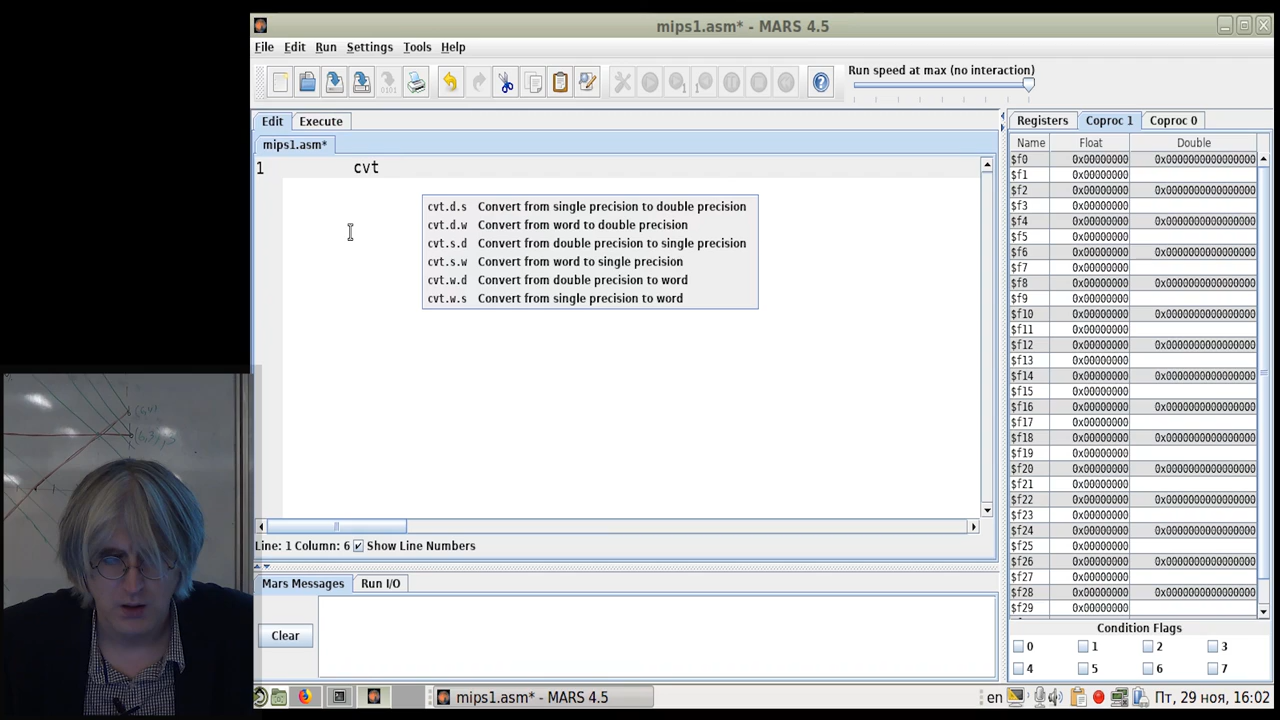 mips1.asm* - MARS 4.5
File Edit Run Settings Tools Help
Run speed at max (no interaction)
Edit Execute
mips1.asm*
1 cvt
cvt.d.s Convert from single precision to double precision
cvt.d.w Convert from word to double precision
cvt.s.d Convert from double precision to single precision
cvt.s.w Convert from word to single precision
cvt.w.d Convert from double precision to word
cvt.w.s Convert from single precision to word
Line: 1 Column: 6 Show Line Numbers
Mars Messages Run I/O
Clear
Registers Coproc 1 Coproc 0
Name Float Double
$f0 0x00000000 0x0000000000000000
$f1 0x00000000
$f2 0x00000000 0x0000000000000000
$f3 0x00000000
$f4 0x00000000 0x0000000000000000
$f5 0x00000000
$f6 0x00000000 0x0000000000000000
$f7 0x00000000
$f8 0x00000000 0x0000000000000000
$f9 0x00000000
$f10 0x00000000 0x0000000000000000
$f11 0x00000000
$f12 0x00000000 0x0000000000000000
$f13 0x00000000
$f14 0x00000000 0x0000000000000000
$f15 0x00000000
$f16 0x00000000 0x0000000000000000
$f17 0x00000000
$f18 0x00000000 0x0000000000000000
$f19 0x00000000
$f20 0x00000000 0x0000000000000000
$f21 0x00000000
$f22 0x00000000 0x0000000000000000
$f23 0x00000000
$f24 0x00000000 0x0000000000000000
$f25 0x00000000
$f26 0x00000000 0x0000000000000000
$f27 0x00000000
$f28 0x00000000 0x0000000000000000
$f29 0x00000000
Condition Flags
0 1 2 3
4 5 6 7
mips1.asm* - MARS 4.5
en Пт, 29 ноя, 16:02